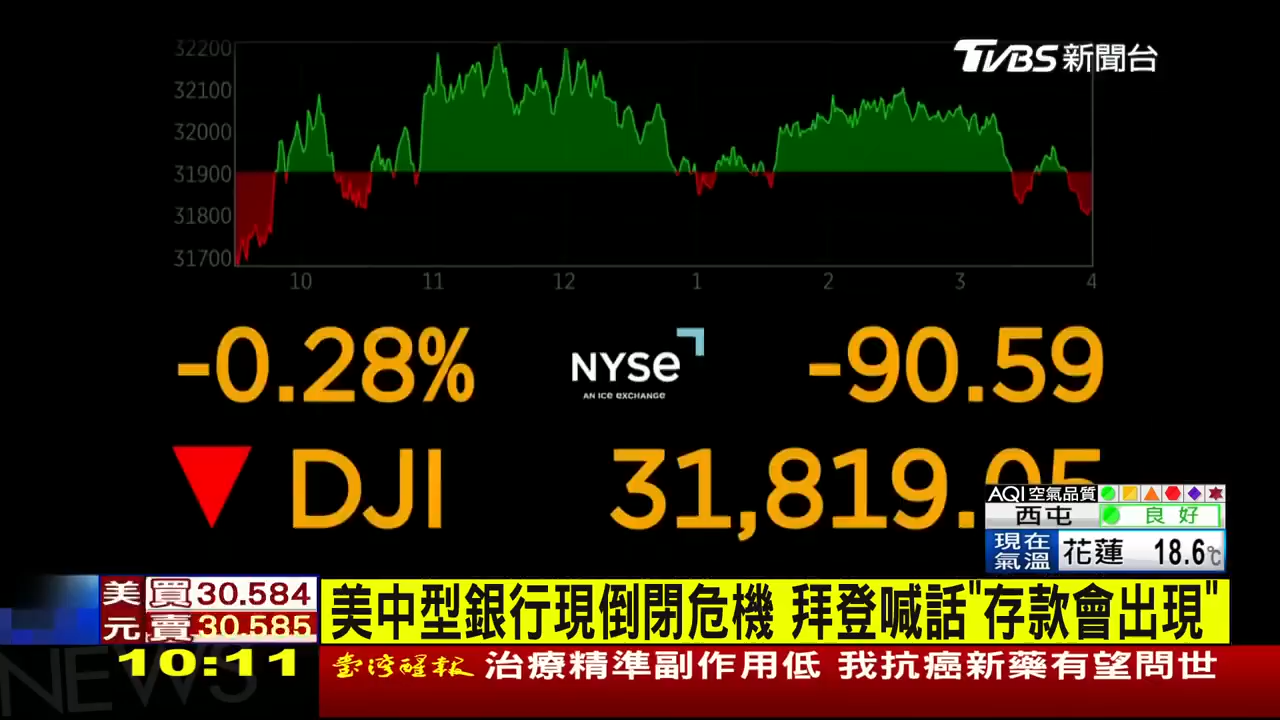 TVBS新聞台
32200
32100
32000
31900
31800
31700
10 11 12 1 2 3 4
-0.28%
NYSE
AN ICE EXCHANGE
-90.59
DJI
31,819.05
AQI空氣品質
西屯 良好
現在氣溫 花蓮 18.6℃
美元 買 30.584
賣 30.585
美中型銀行現倒閉危機 拜登喊話"存款會出現"
10:11
NEWS
臺灣醒報 治療精準副作用低 我抗癌新藥有望問世